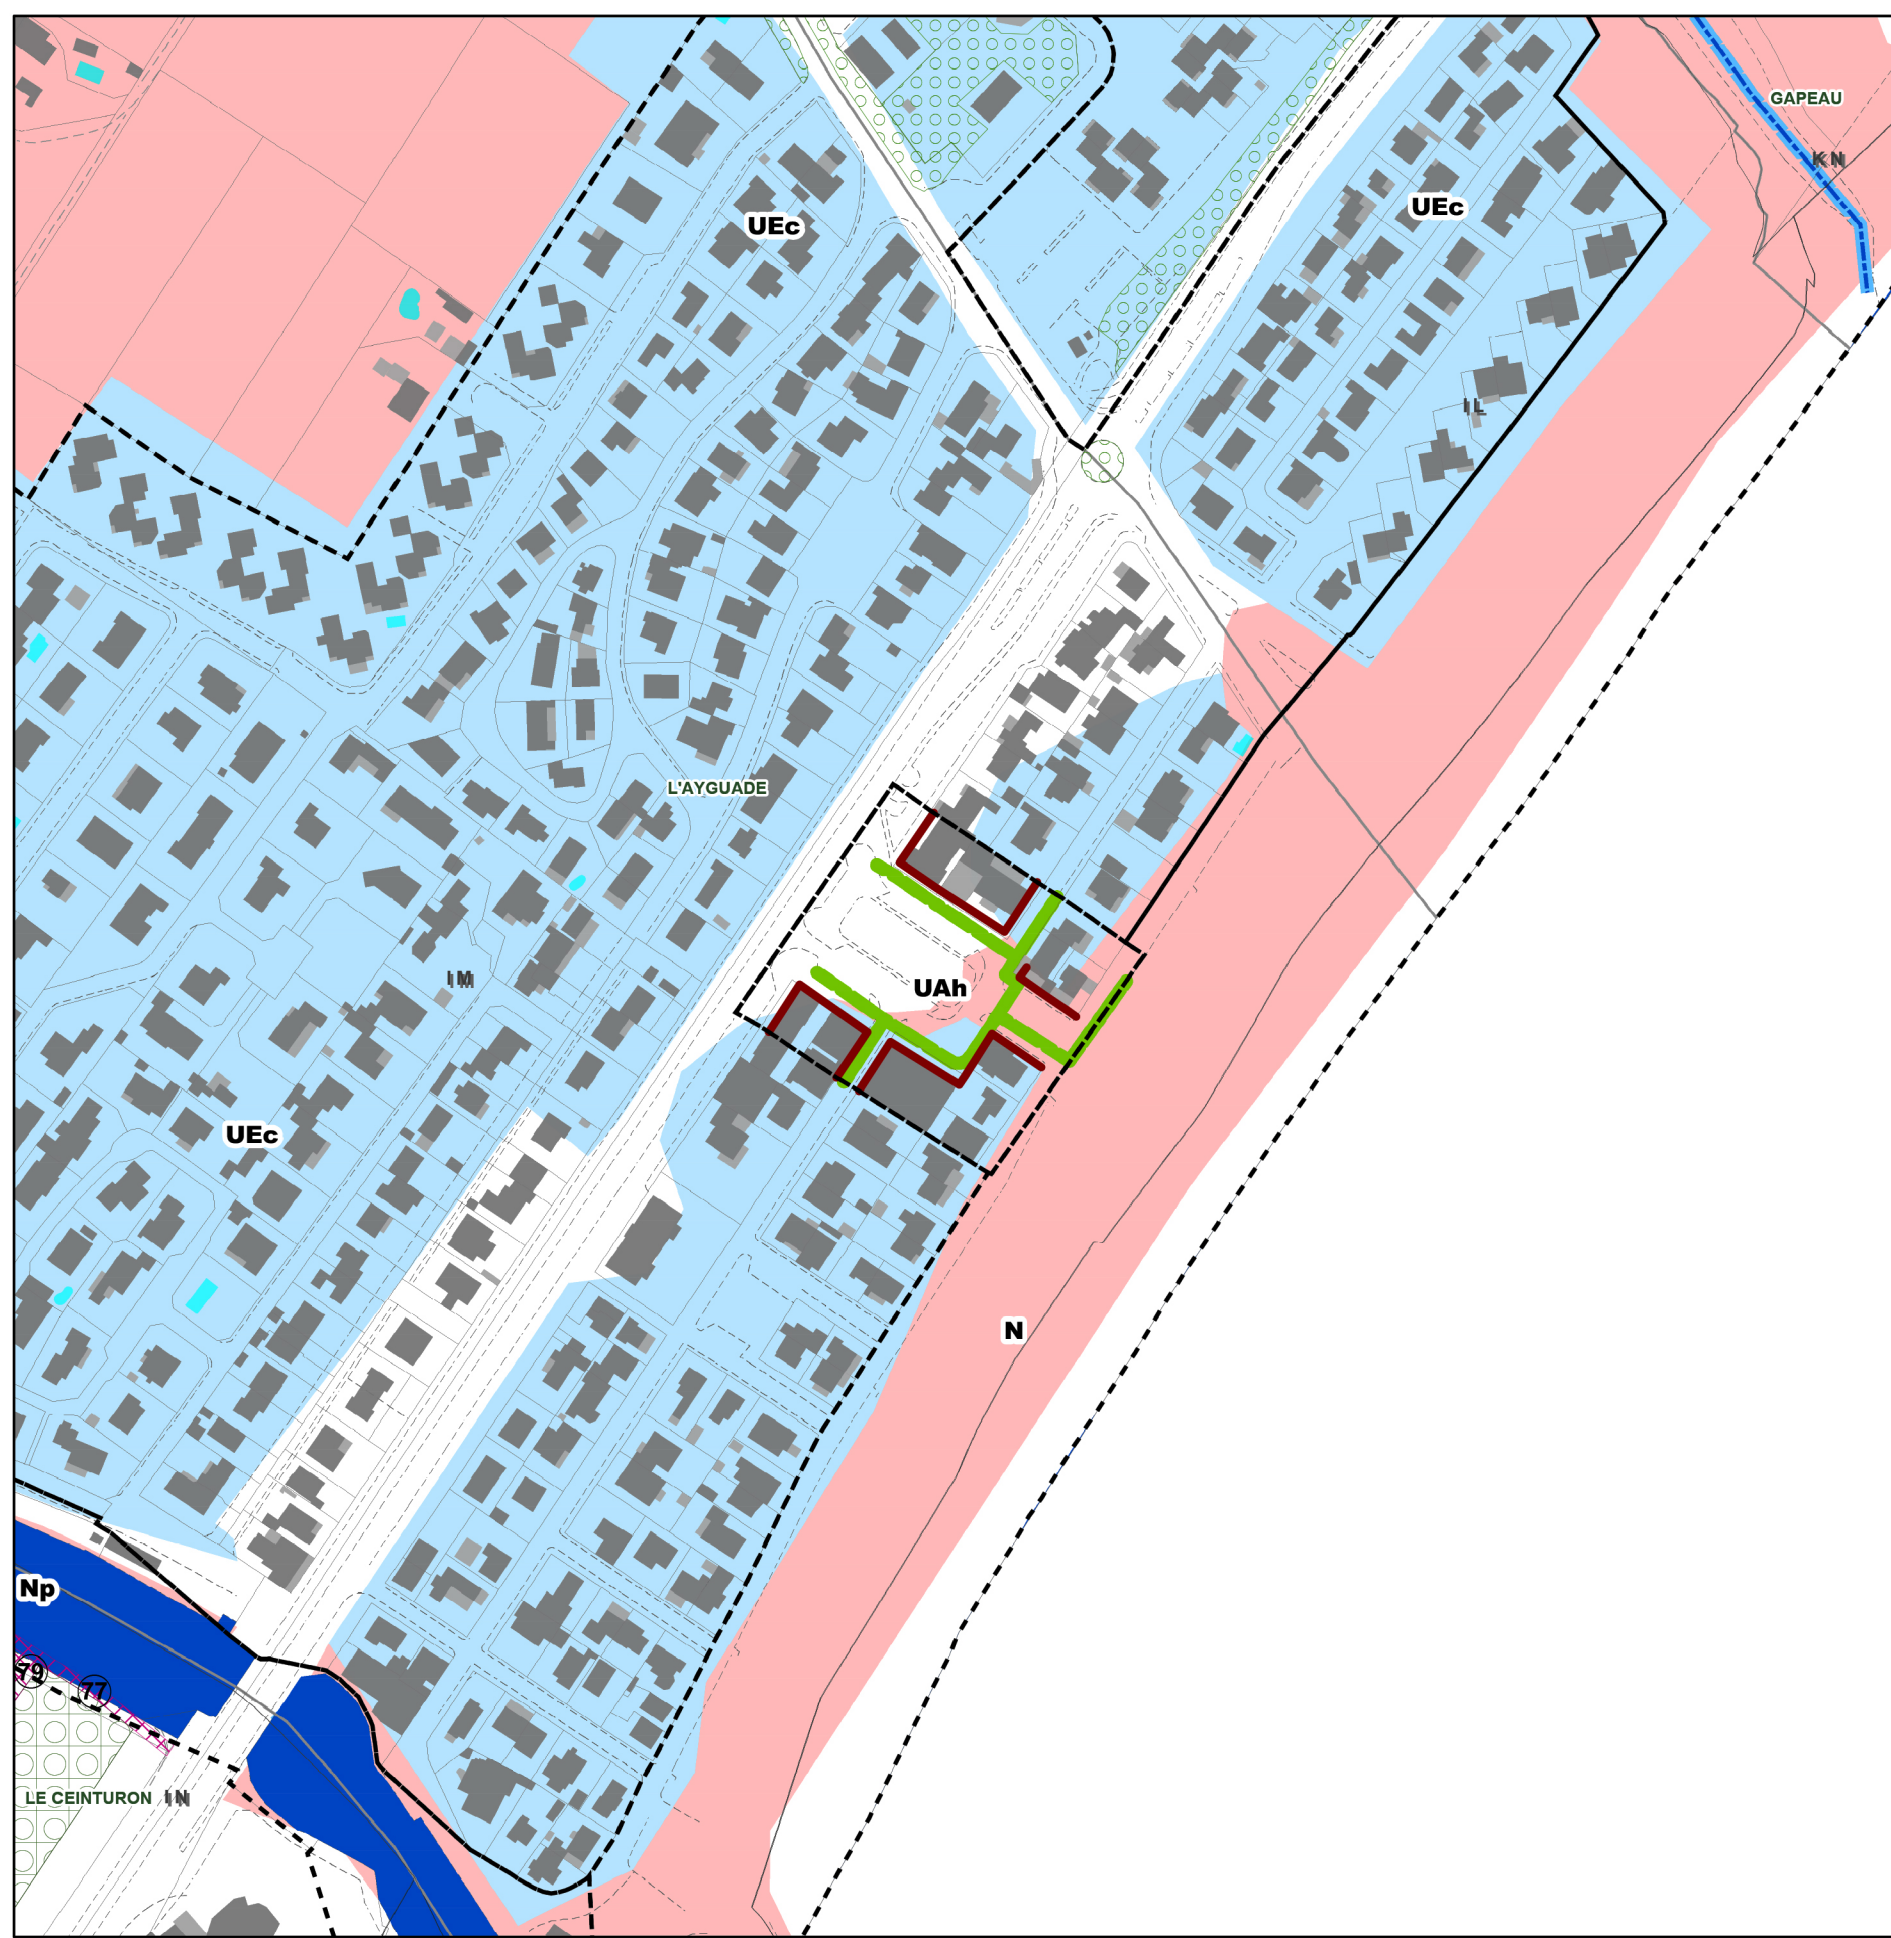 GAPEAU
KN
UEc
UEc
IL
L'AYGUADE
IM
UAh
UEc
N
Np
79
77
LE CEINTURON
IN